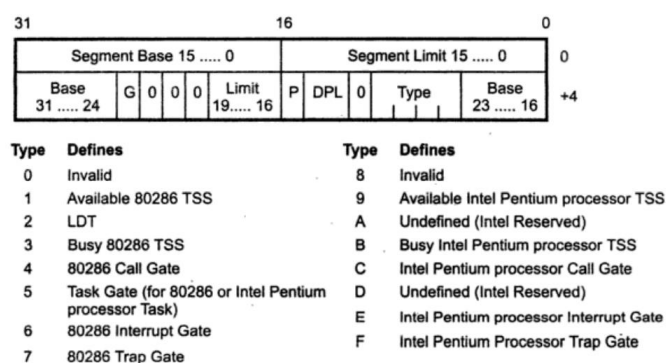 31 16 0
Segment Base 15 ..... 0 Segment Limit 15 ..... 0 0
Base 31 ..... 24 G 0 0 0 Limit 19..... 16 P DPL 0 Type Base 23 ..... 16 +4
Type Defines Type Defines
0 Invalid 8 Invalid
1 Available 80286 TSS 9 Available Intel Pentium processor TSS
2 LDT A Undefined (Intel Reserved)
3 Busy 80286 TSS B Busy Intel Pentium processor TSS
4 80286 Call Gate C Intel Pentium processor Call Gate
5 Task Gate (for 80286 or Intel Pentium D Undefined (Intel Reserved)
processor Task) E Intel Pentium processor Interrupt Gate
6 80286 Interrupt Gate F Intel Pentium Processor Trap Gate
7 80286 Trap Gate